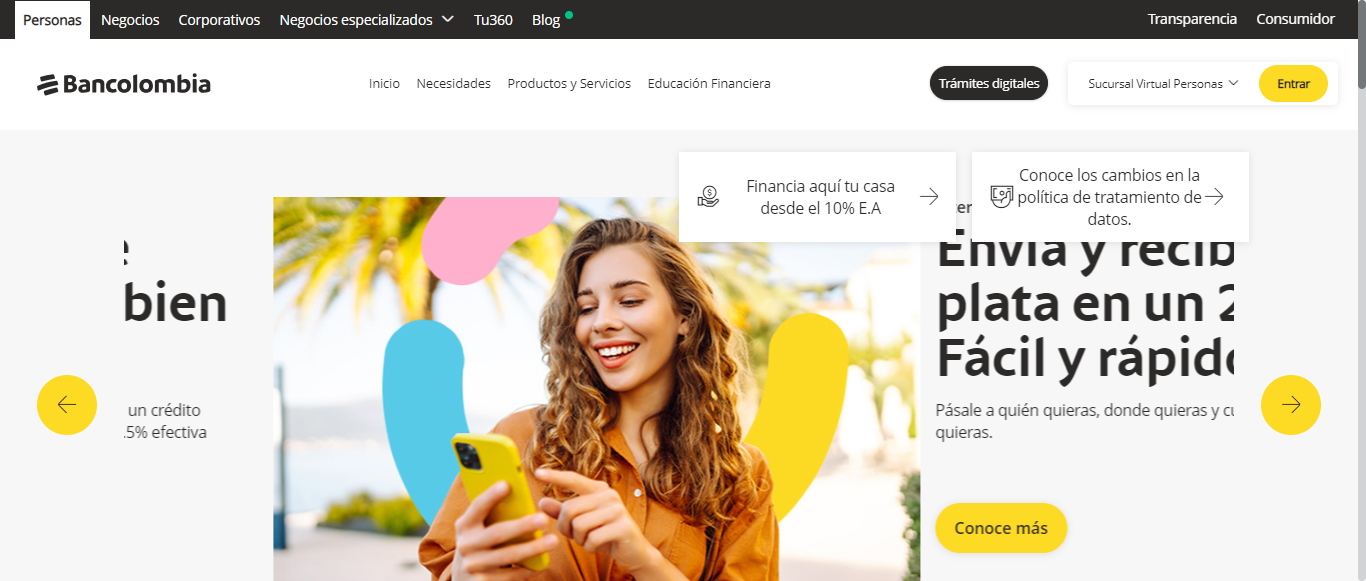 Personas
Negocios
Corporativos
Negocios especializados
Tu360
Blog
Transparencia
Consumidor
Bancolombia
Inicio
Necesidades
Productos y Servicios
Educación Financiera
Trámites digitales
Sucursal Virtual Personas
Entrar
Financia aquí tu casa
desde el 10% E.A
Conoce los cambios en la
política de tratamiento de
datos.
bien
un crédito
.5% efectiva
Envía y recib
plata en un 2
Fácil y rápido
Pásale a quién quieras, donde quieras y cu
quieras.
Conoce más